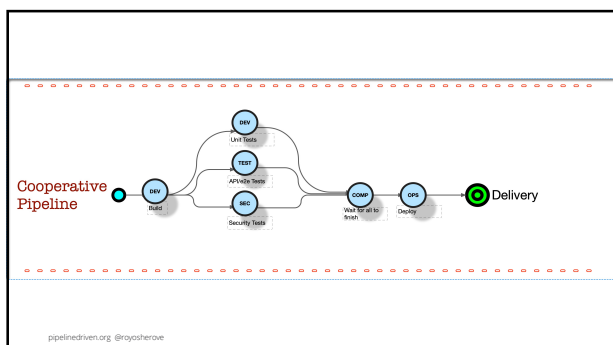 Cooperative
Pipeline
DEV
Build
DEV
Unit Tests
TEST
API/e2e Tests
SEC
Security Tests
COMP
Wait for all to
finish
OPS
Deploy
Delivery
pipelinedriven.org @royosherove